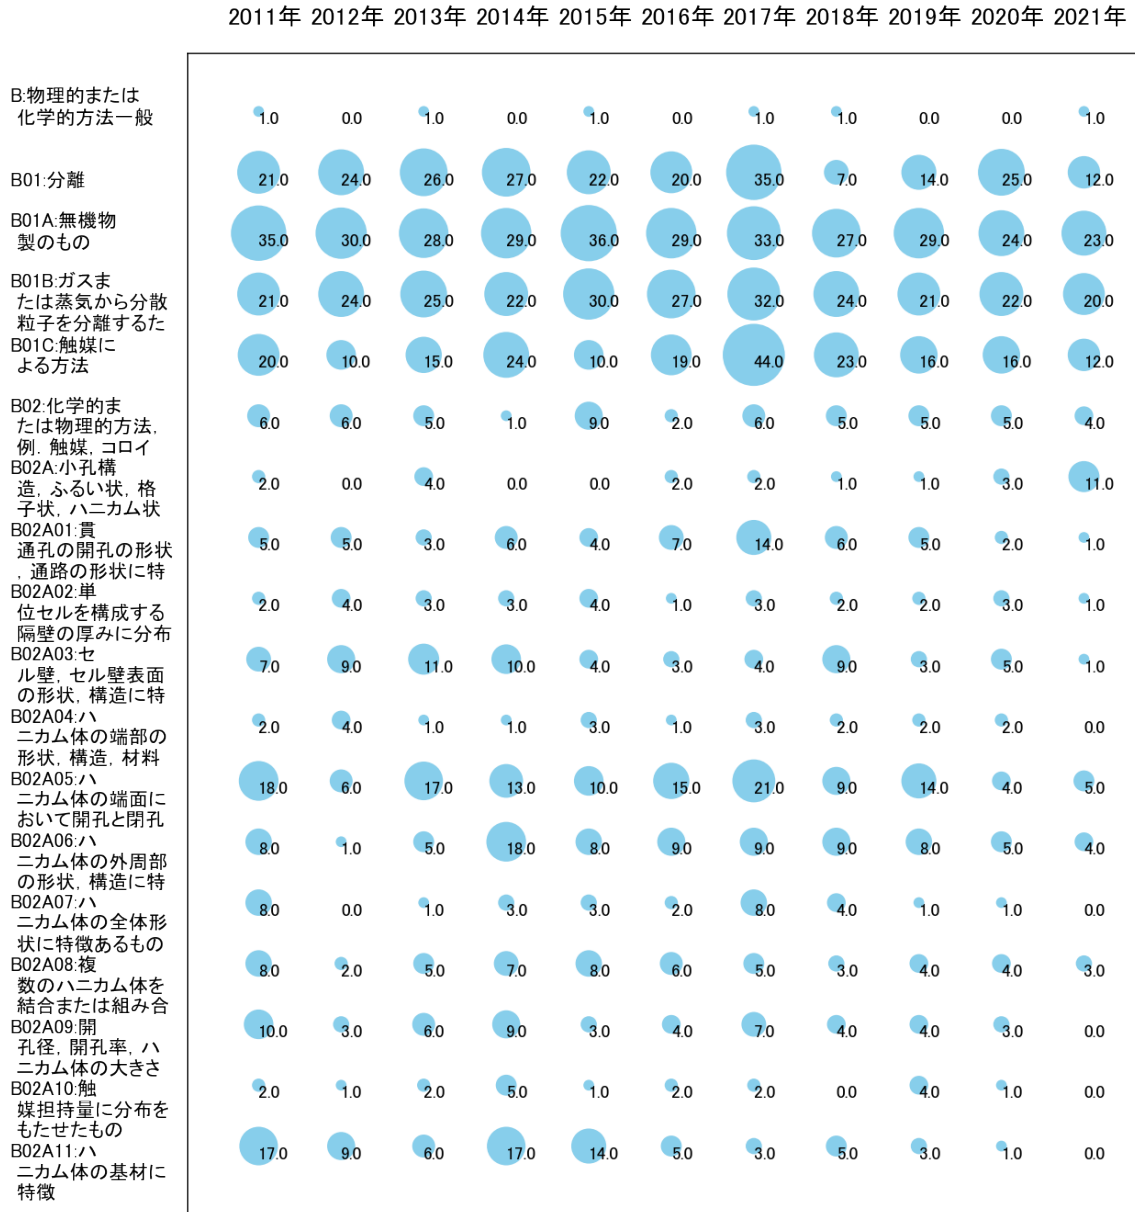 2011年 2012年 2013年 2014年 2015年 2016年 2017年 2018年 2019年 2020年 2021年
B:物理的または
化学的方法一般
1.0 0.0 1.0 0.0 1.0 0.0 1.0 1.0 0.0 0.0 1.0
B01:分離
21.0 24.0 26.0 27.0 22.0 20.0 35.0 7.0 14.0 25.0 12.0
B01A:無機物
製のもの
35.0 30.0 28.0 29.0 36.0 29.0 33.0 27.0 29.0 24.0 23.0
B01B:ガスま
たは蒸気から分散
粒子を分離するた
21.0 24.0 25.0 22.0 30.0 27.0 32.0 24.0 21.0 22.0 20.0
B01C:触媒に
よる方法
20.0 10.0 15.0 24.0 10.0 19.0 44.0 23.0 16.0 16.0 12.0
B02:化学的ま
たは物理的方法,
例. 触媒, コロイ
6.0 6.0 5.0 1.0 9.0 2.0 6.0 5.0 5.0 5.0 4.0
B02A:小孔構
造, ふるい状, 格
子状, ハニカム状
2.0 0.0 4.0 0.0 0.0 2.0 2.0 1.0 1.0 3.0 11.0
B02A01:貫
通孔の開孔の形状
, 通路の形状に特
5.0 5.0 3.0 6.0 4.0 7.0 14.0 6.0 5.0 2.0 1.0
B02A02:単
位セルを構成する
隔壁の厚みに分布
2.0 4.0 3.0 3.0 4.0 1.0 3.0 2.0 2.0 3.0 1.0
B02A03:セ
ル壁, セル壁表面
の形状, 構造に特
7.0 9.0 11.0 10.0 4.0 3.0 4.0 9.0 3.0 5.0 1.0
B02A04:ハ
ニカム体の端部の
形状, 構造, 材料
2.0 4.0 1.0 1.0 3.0 1.0 3.0 2.0 2.0 2.0 0.0
B02A05:ハ
ニカム体の端面に
おいて開孔と閉孔
18.0 6.0 17.0 13.0 10.0 15.0 21.0 9.0 14.0 4.0 5.0
B02A06:ハ
ニカム体の外周部
の形状, 構造に特
8.0 1.0 5.0 18.0 8.0 9.0 9.0 9.0 8.0 5.0 4.0
B02A07:ハ
ニカム体の全体形
状に特徴あるもの
8.0 0.0 1.0 3.0 3.0 2.0 8.0 4.0 1.0 1.0 0.0
B02A08:複
数のハニカム体を
結合または組み合
8.0 2.0 5.0 7.0 8.0 6.0 5.0 3.0 4.0 4.0 3.0
B02A09:開
孔径, 開孔率, ハ
ニカム体の大きさ
10.0 3.0 6.0 9.0 3.0 4.0 7.0 4.0 4.0 3.0 0.0
B02A10:触
媒担持量に分布を
もたせたもの
2.0 1.0 2.0 5.0 1.0 2.0 2.0 0.0 4.0 1.0 0.0
B02A11:ハ
ニカム体の基材に
特徴
17.0 9.0 6.0 17.0 14.0 5.0 3.0 5.0 3.0 1.0 0.0